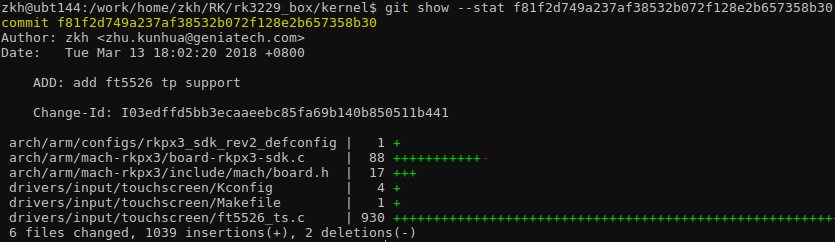 zkh@ubt144:/work/home/zkh/RK/rk3229_box/kernel$ git show --stat f81f2d749a237af38532b072f128e2b657358b30
commit f81f2d749a237af38532b072f128e2b657358b30
Author: zkh <zhu.kunhua@geniatech.com>
Date:   Tue Mar 13 18:02:20 2018 +0800
    ADD: add ft5526 tp support
    Change-Id: I03edffd5bb3ecaaeebc85fa69b140b850511b441
 arch/arm/configs/rkpx3_sdk_rev2_defconfig |   1 +
 arch/arm/mach-rkpx3/board-rkpx3-sdk.c     |  88 +++++++++++-
 arch/arm/mach-rkpx3/include/mach/board.h  |  17 +++
 drivers/input/touchscreen/Kconfig         |   4 +
 drivers/input/touchscreen/Makefile        |   1 +
 drivers/input/touchscreen/ft5526_ts.c     | 930 +++++++++++++++++++++++++++++++++++++++++++++++++++++++
 6 files changed, 1039 insertions(+), 2 deletions(-)